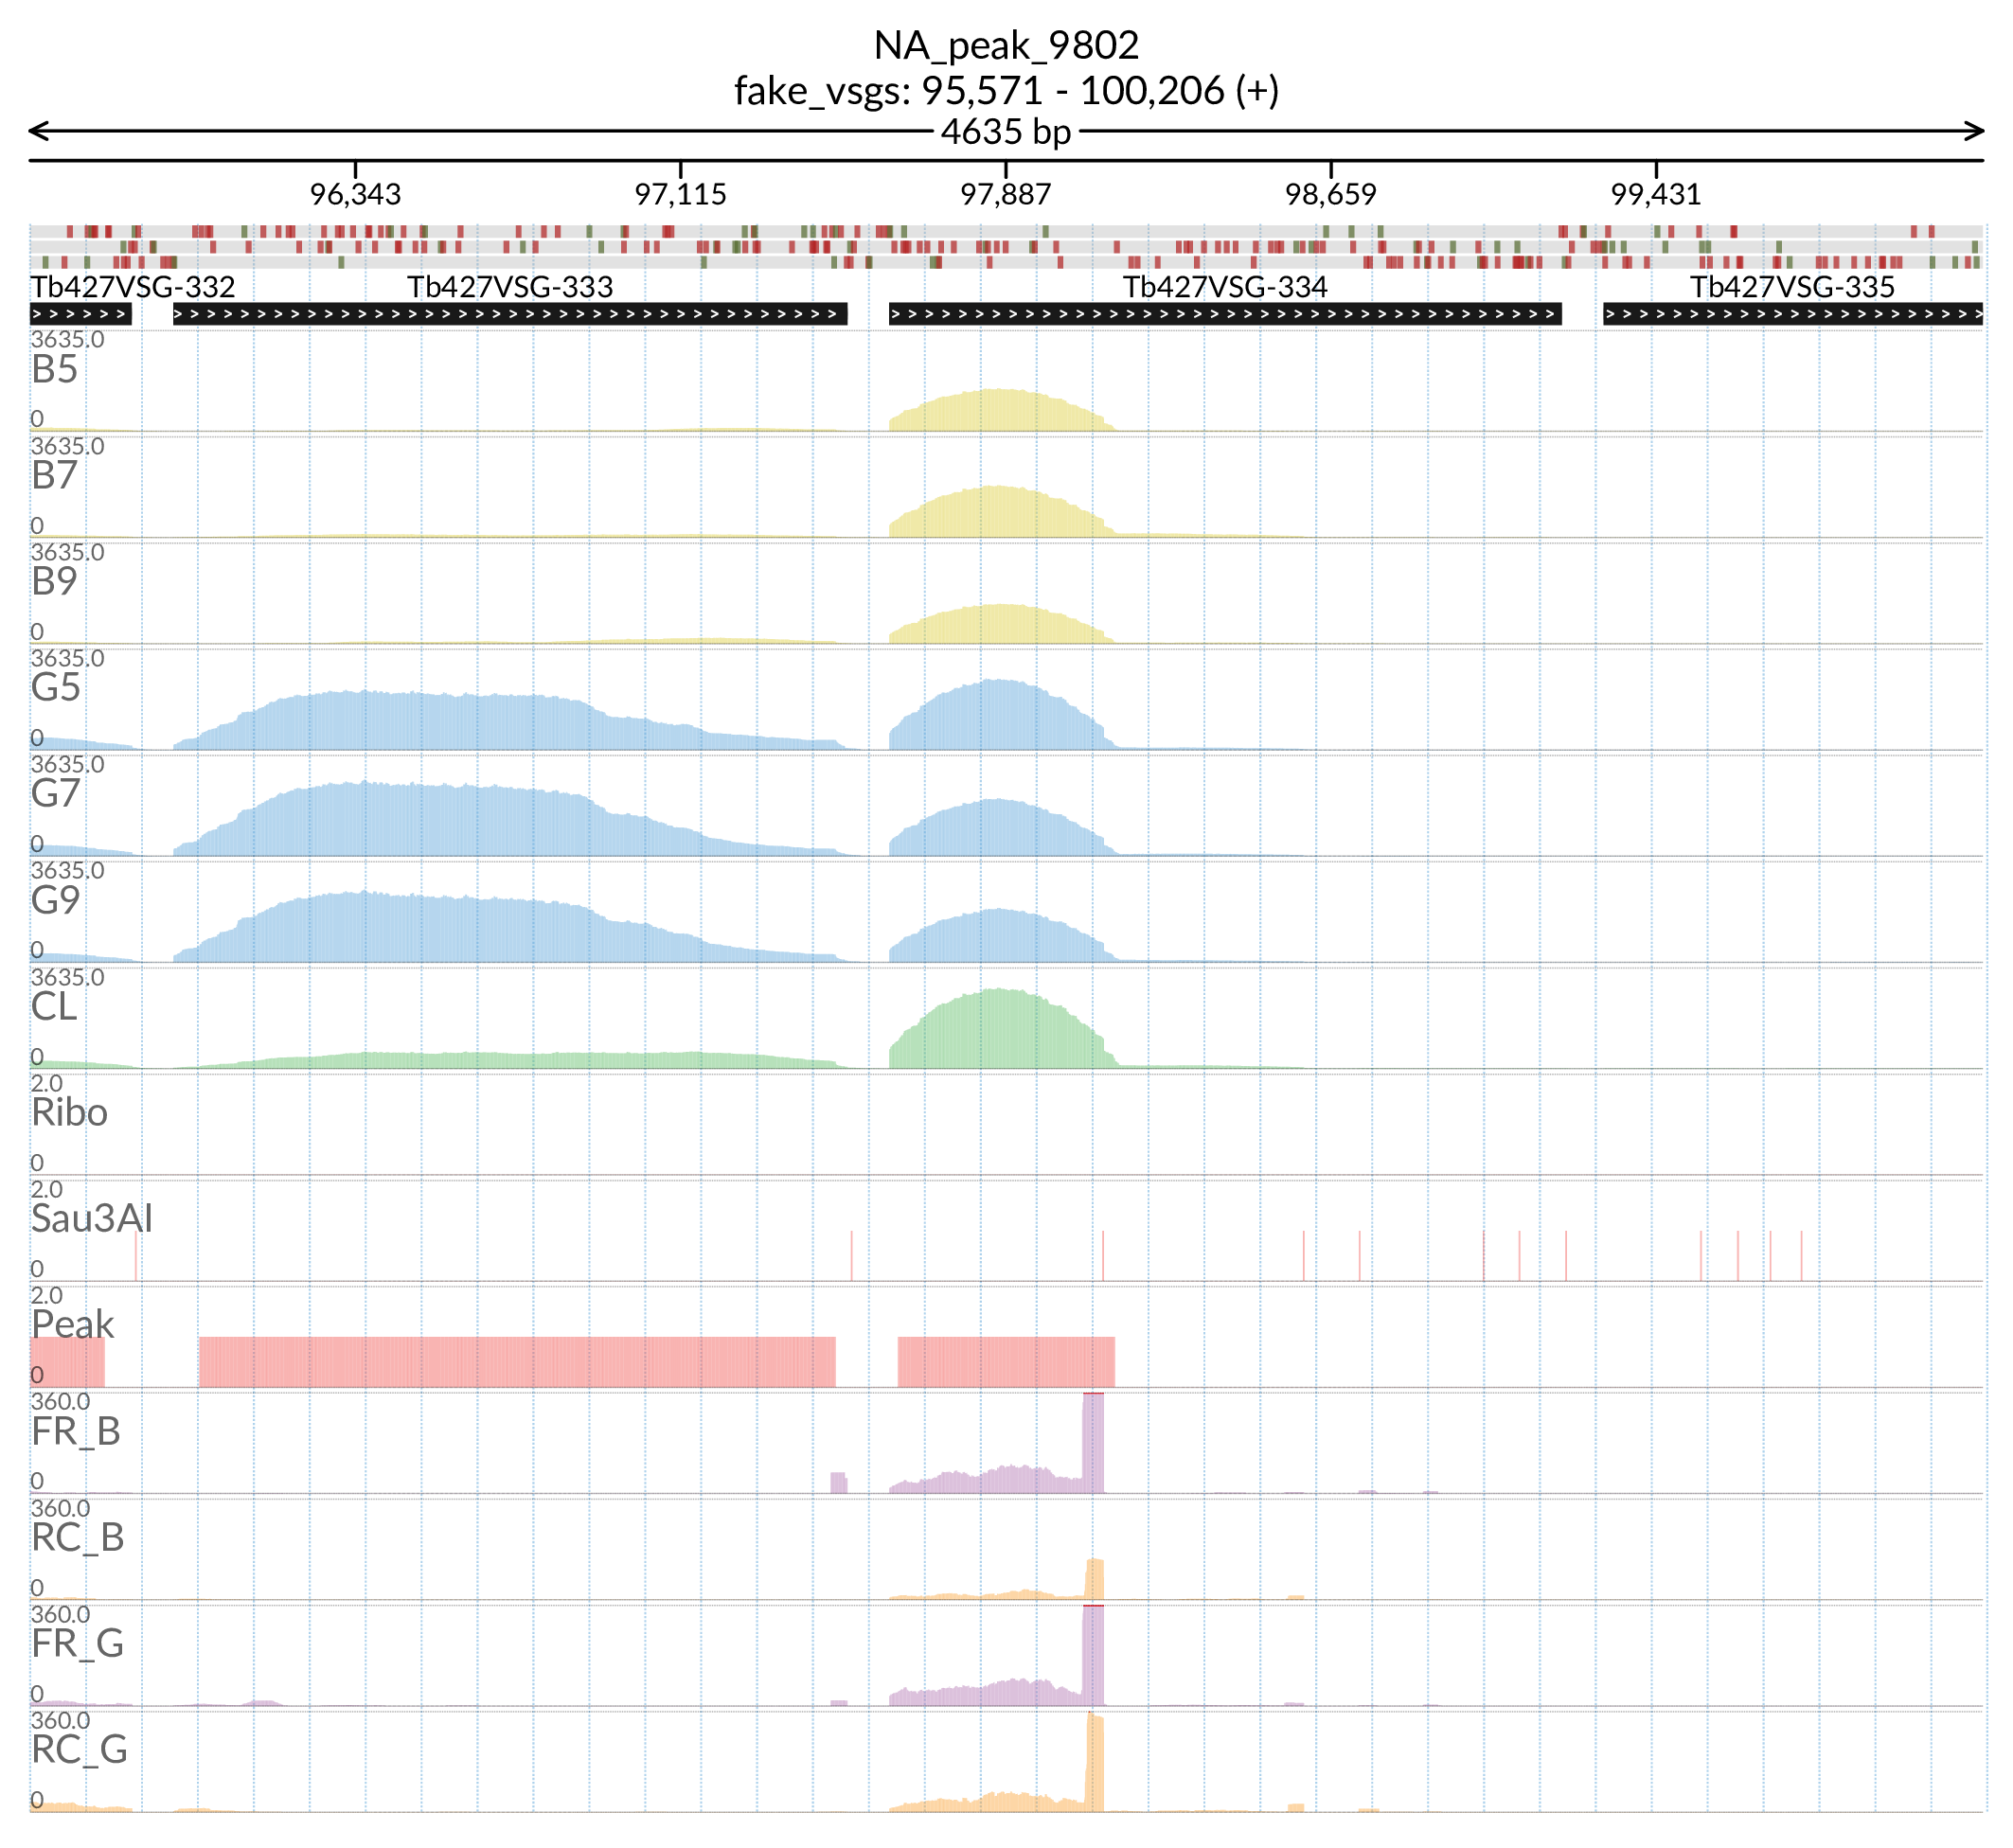 NA_peak_9802
fake_vsgs: 95,571 - 100,206 (+)
4635 bp
96,343 97,115 97,887 98,659 99,431
Tb427VSG-332 Tb427VSG-333 Tb427VSG-334 Tb427VSG-335
3635.0
B5
0
3635.0
B7
0
3635.0
B9
0
3635.0
G5
0
3635.0
G7
0
3635.0
G9
0
3635.0
CL
0
2.0
Ribo
0
2.0
Sau3AI
0
2.0
Peak
0
360.0
FR_B
0
360.0
RC_B
0
360.0
FR_G
0
360.0
RC_G
0